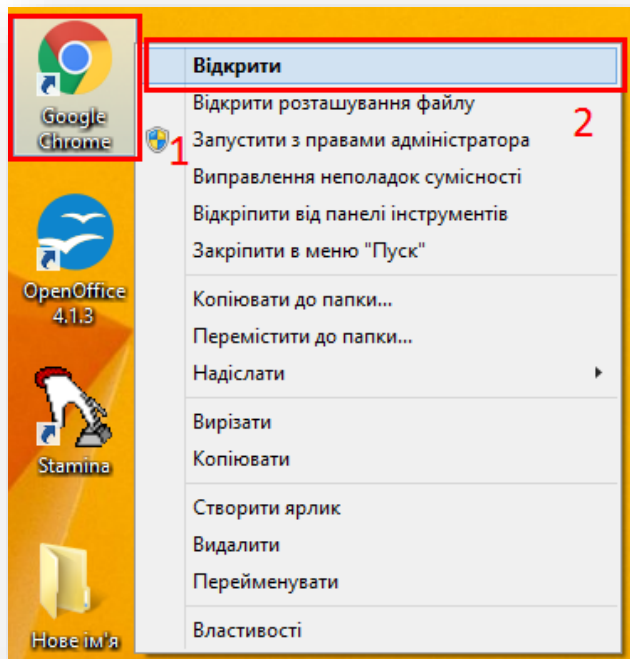 Google
Chrome
OpenOffice
4.1.3
Stamina
Нове ім'я
1
2
Відкрити
Відкрити розташування файлу
Запустити з правами адміністратора
Виправлення неполадок сумісності
Відкріпити від панелі інструментів
Закріпити в меню "Пуск"
Копіювати до папки...
Перемістити до папки...
Надіслати
Вирізати
Копіювати
Створити ярлик
Видалити
Перейменувати
Властивості